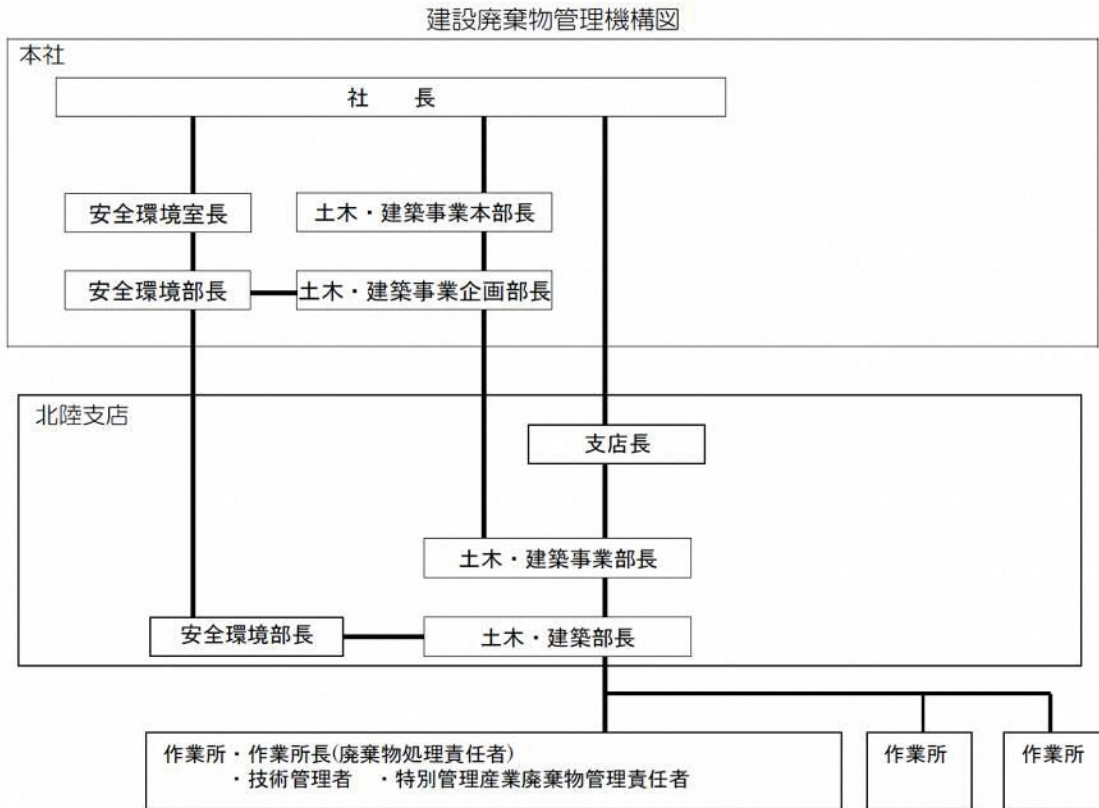 建設廃棄物管理機構図
本社
社　長
安全環境室長
土木・建築事業本部長
安全環境部長
土木・建築事業企画部長
北陸支店
支店長
土木・建築事業部長
安全環境部長
土木・建築部長
作業所・作業所長(廃棄物処理責任者)
・技術管理者　・特別管理産業廃棄物管理責任者
作業所
作業所